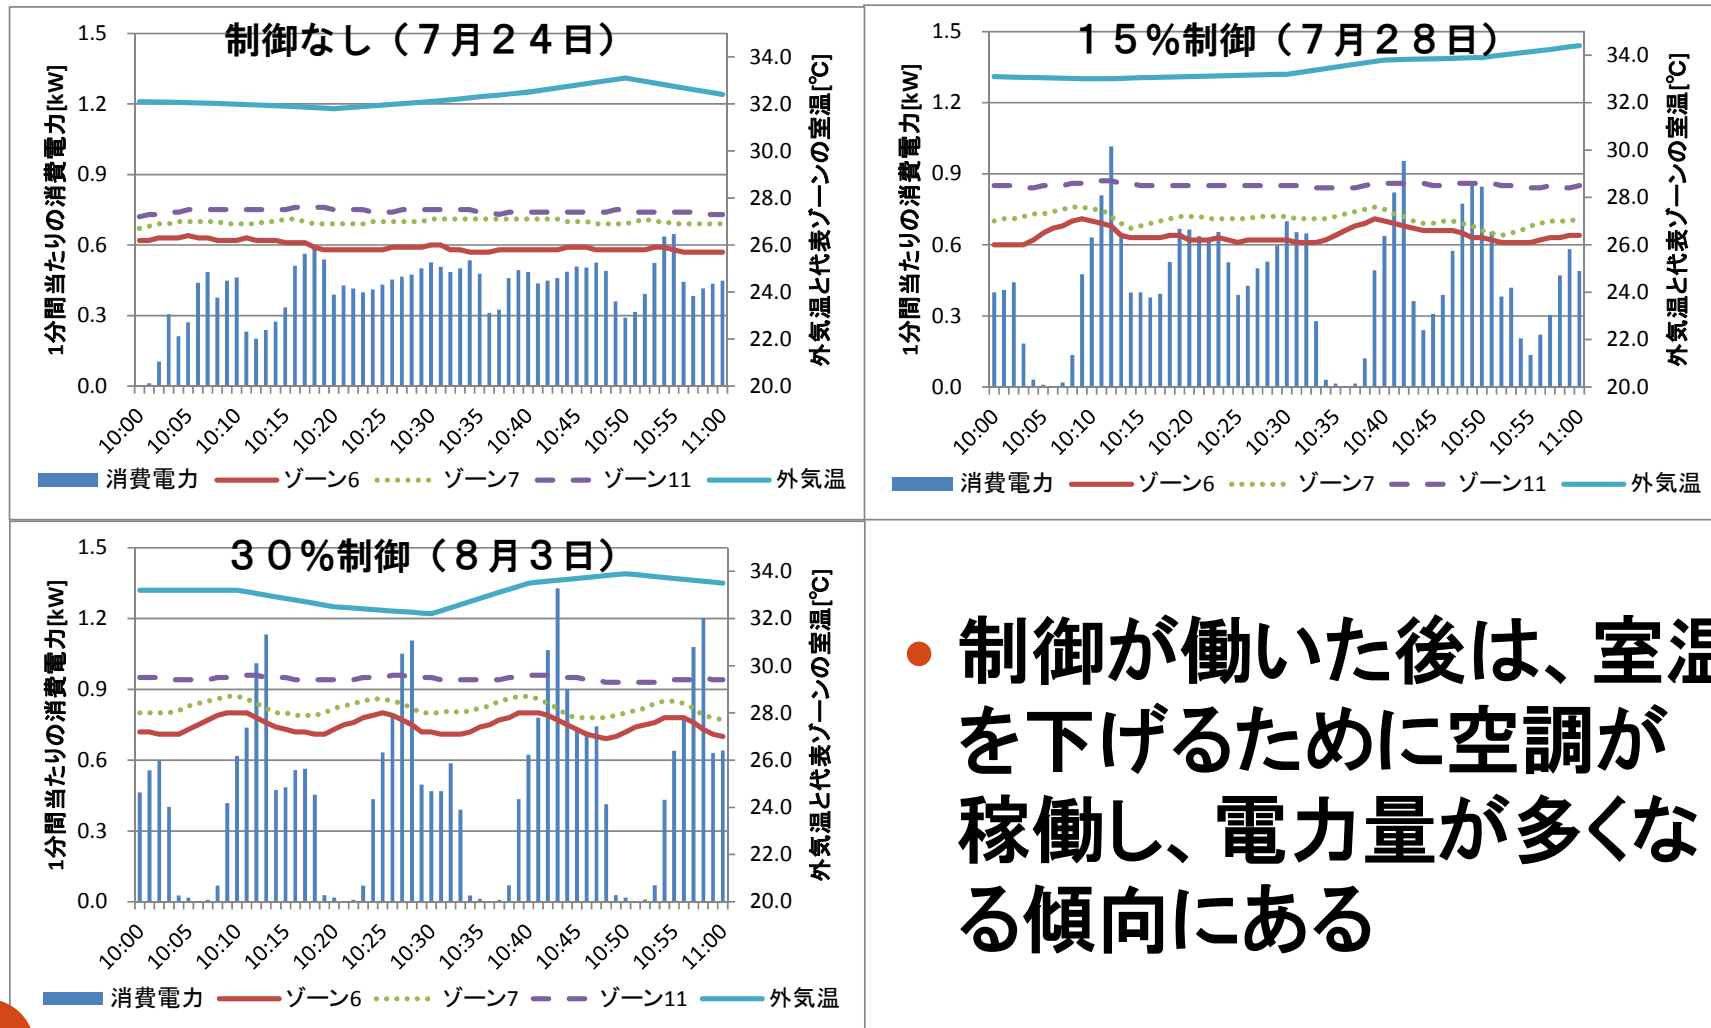 制御なし（７月２４日）
1分間当たりの消費電力[kW]
1.5
1.2
0.9
0.6
0.3
0.0
34.0
32.0
30.0
28.0
26.0
24.0
22.0
20.0
外気温と代表ゾーンの室温[℃]
10:00 10:05 10:10 10:15 10:20 10:25 10:30 10:35 10:40 10:45 10:50 10:55 11:00
消費電力 ゾーン6 ゾーン7 ゾーン11 外気温
１５％制御（７月２８日）
1分間当たりの消費電力[kW]
1.5
1.2
0.9
0.6
0.3
0.0
34.0
32.0
30.0
28.0
26.0
24.0
22.0
20.0
外気温と代表ゾーンの室温[℃]
10:00 10:05 10:10 10:15 10:20 10:25 10:30 10:35 10:40 10:45 10:50 10:55 11:00
消費電力 ゾーン6 ゾーン7 ゾーン11 外気温
３０％制御（８月３日）
1分間当たりの消費電力[kW]
1.5
1.2
0.9
0.6
0.3
0.0
34.0
32.0
30.0
28.0
26.0
24.0
22.0
20.0
外気温と代表ゾーンの室温[℃]
10:00 10:05 10:10 10:15 10:20 10:25 10:30 10:35 10:40 10:45 10:50 10:55 11:00
消費電力 ゾーン6 ゾーン7 ゾーン11 外気温
• 制御が働いた後は、室温
を下げるために空調が
稼働し、電力量が多くな
る傾向にある